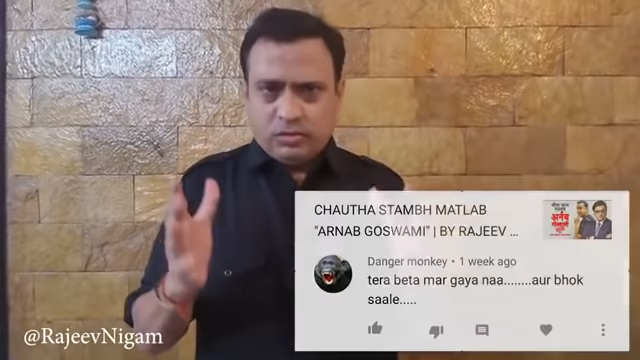 CHAUTHA STAMBH MATLAB
"ARNAB GOSWAMI" | BY RAJEEV ...
Danger monkey • 1 week ago
tera beta mar gaya naa........aur bhok
saale.....
@RajeevNigam